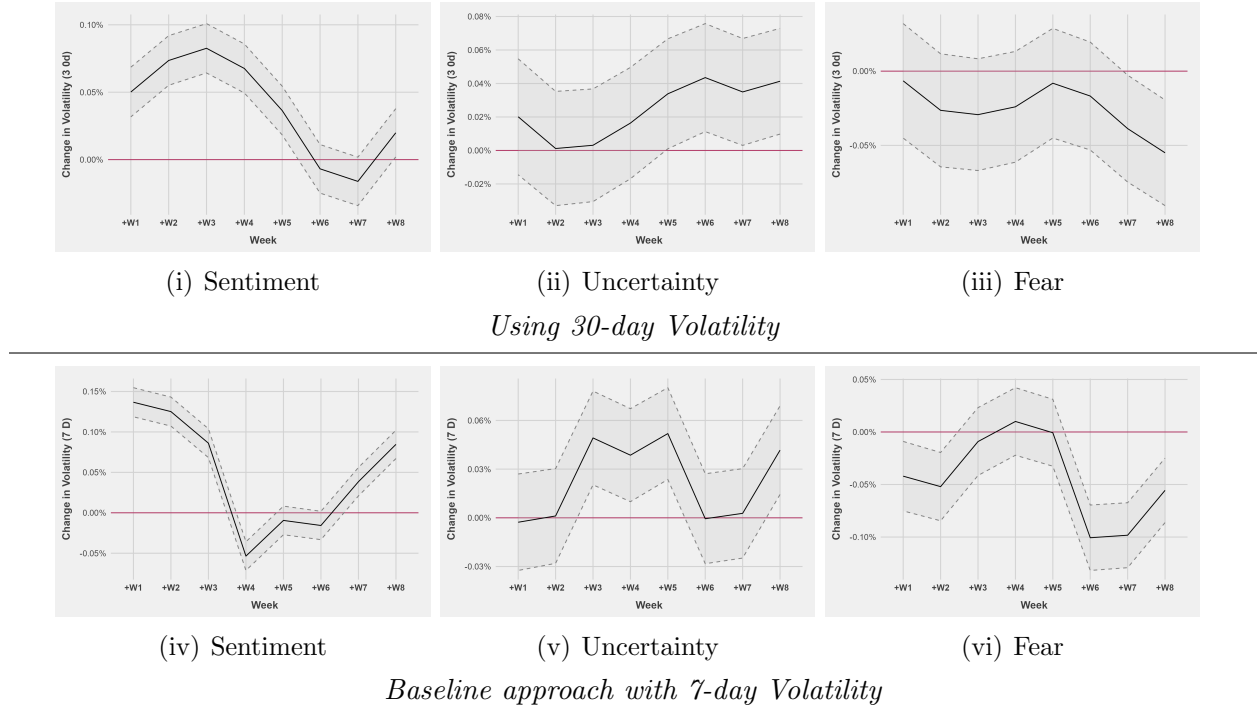 0.10%
0.05%
0.00%
Change in Volatility (3 0d)
+W1 +W2 +W3 +W4 +W5 +W6 +W7 +W8
Week
(i) Sentiment
0.08%
0.06%
0.04%
0.02%
0.00%
-0.02%
Change in Volatility (3 0d)
+W1 +W2 +W3 +W4 +W5 +W6 +W7 +W8
Week
(ii) Uncertainty
0.00%
-0.05%
Change in Volatility (3 0d)
+W1 +W2 +W3 +W4 +W5 +W6 +W7 +W8
Week
(iii) Fear
Using 30-day Volatility
0.15%
0.10%
0.05%
0.00%
-0.05%
Change in Volatility (7 D)
+W1 +W2 +W3 +W4 +W5 +W6 +W7 +W8
Week
(iv) Sentiment
0.06%
0.03%
0.00%
-0.03%
Change in Volatility (7 D)
+W1 +W2 +W3 +W4 +W5 +W6 +W7 +W8
Week
(v) Uncertainty
0.05%
0.00%
-0.05%
-0.10%
Change in Volatility (7 D)
+W1 +W2 +W3 +W4 +W5 +W6 +W7 +W8
Week
(vi) Fear
Baseline approach with 7-day Volatility